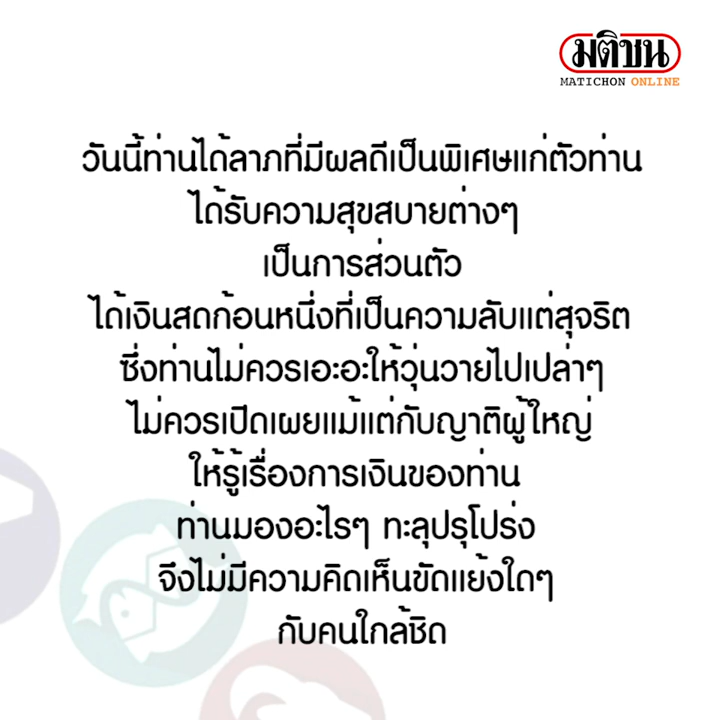 มติชน
MATICHON ONLINE
วันนี้ท่านได้ลาภที่มีผลดีเป็นพิเศษแก่ตัวท่าน
ได้รับความสุขสบายต่างๆ
เป็นการส่วนตัว
ได้เงินสดก้อนหนึ่งที่เป็นความลับแต่สุจริต
ซึ่งท่านไม่ควรเอะอะให้วุ่นวายไปเปล่าๆ
ไม่ควรเปิดเผยแม้แต่กับญาติผู้ใหญ่
ให้รู้เรื่องการเงินของท่าน
ท่านมองอะไรๆ ทะลุปรุโปร่ง
จึงไม่มีความคิดเห็นขัดแย้งใดๆ
กับคนใกล้ชิด